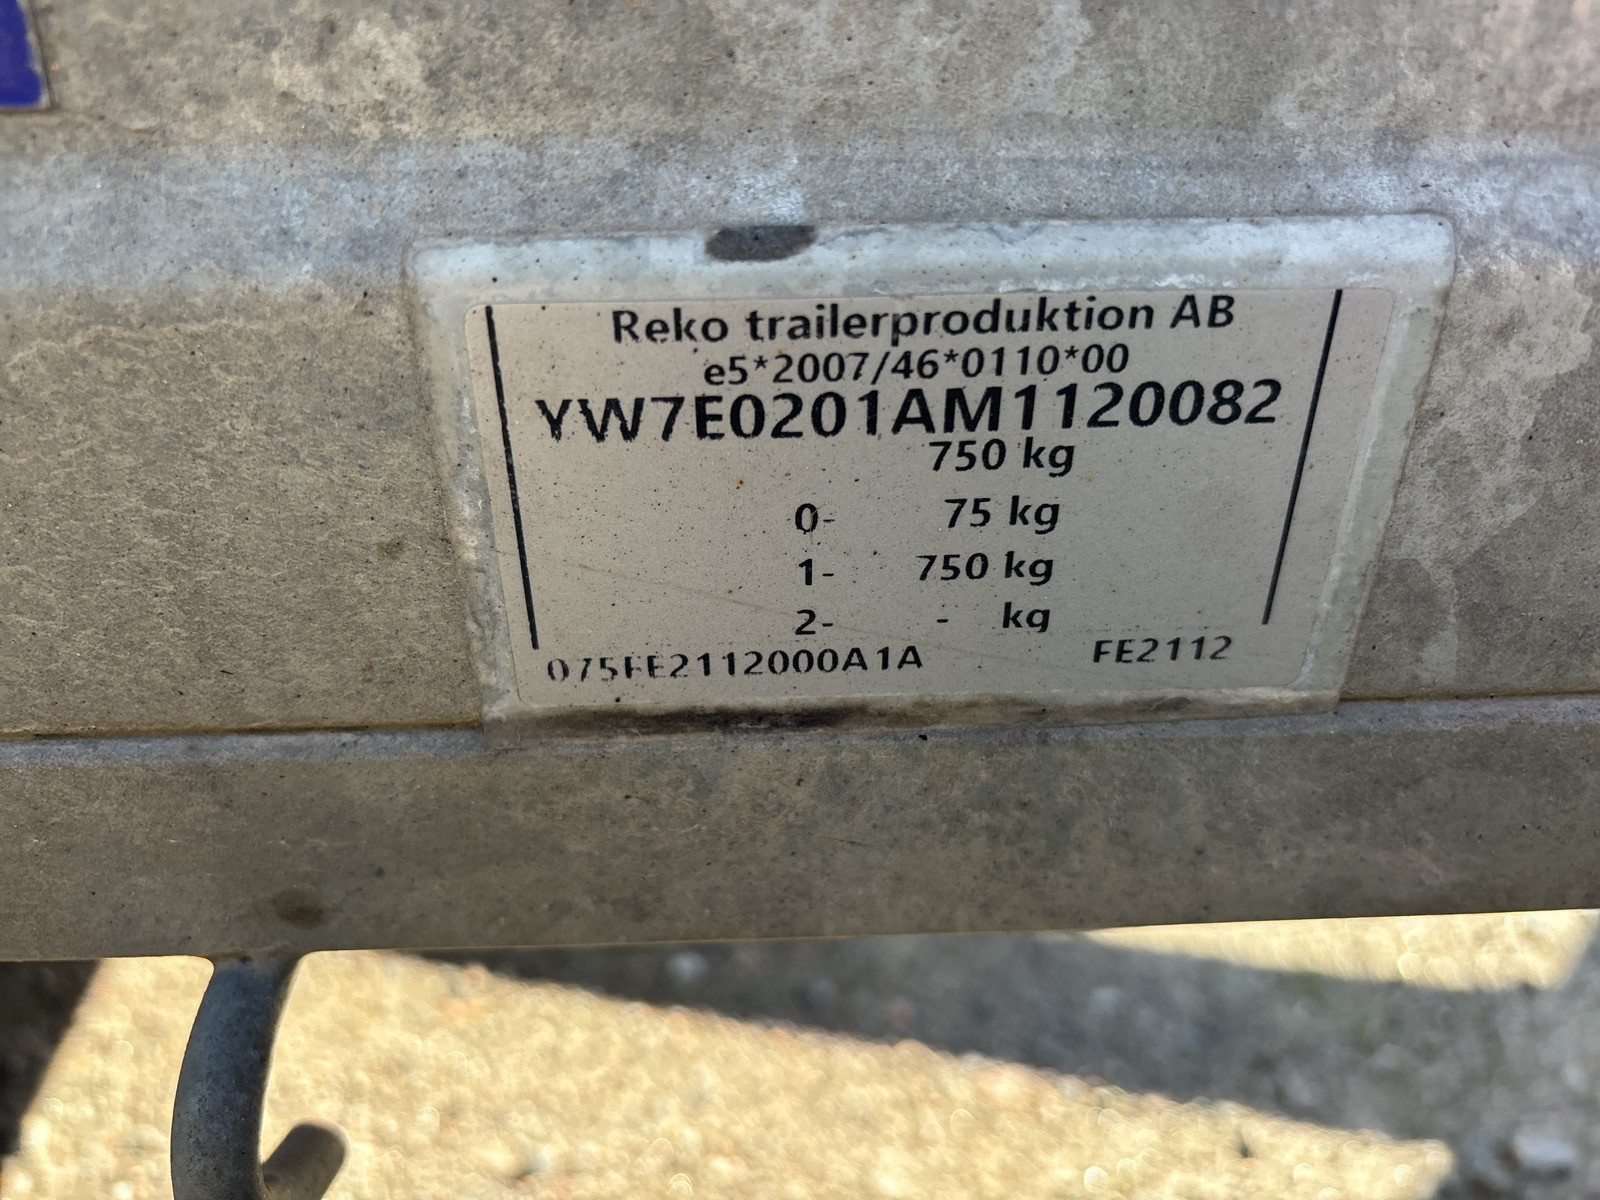 Reko trailerproduktion AB
e5*2007/46*0110*00
YW7E0201AM1120082
750 kg
0- 75 kg
1- 750 kg
2- - kg
075FE2112000A1A FE2112